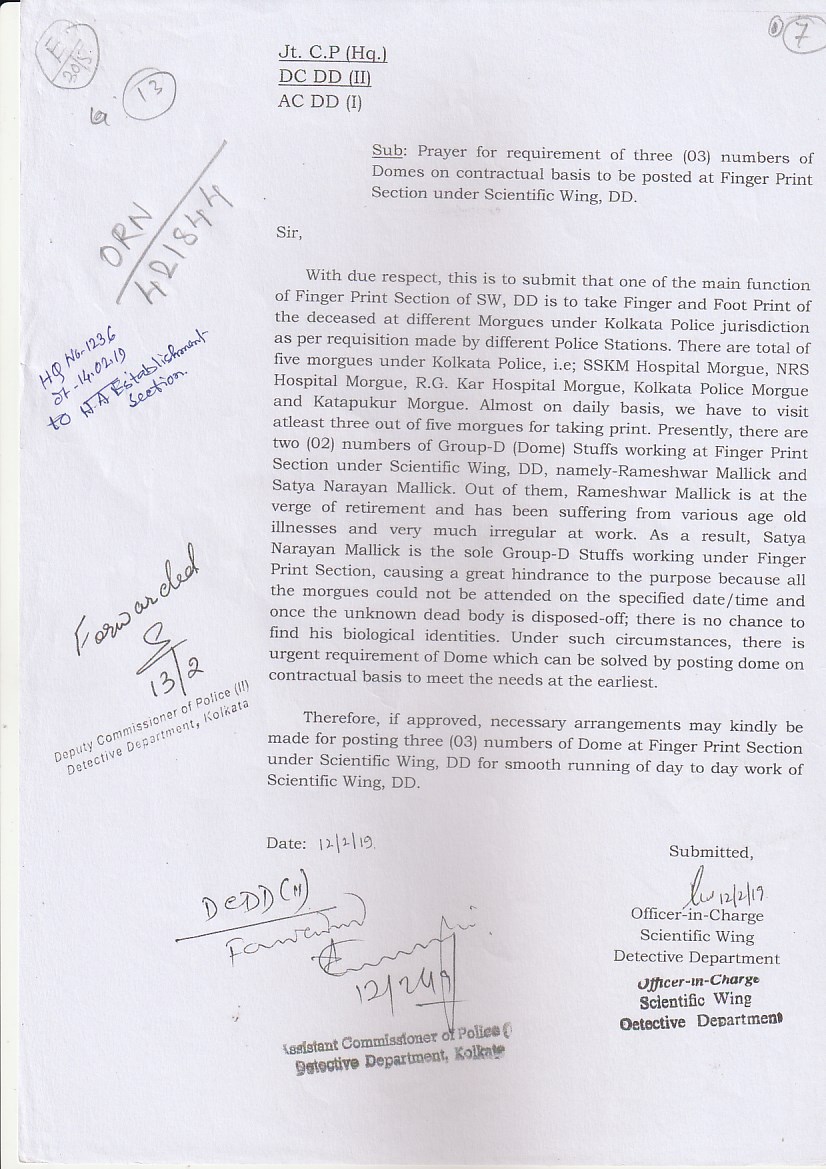 E
20/5
13
7
Jt. C.P (Hq.)
DC DD (II)
AC DD (I)
Sub: Prayer for requirement of three (03) numbers of
Domes on contractual basis to be posted at Finger Print
Section under Scientific Wing, DD.
ORN
421844
Sir,
With due respect, this is to submit that one of the main function
of Finger Print Section of SW, DD is to take Finger and Foot Print of
the deceased at different Morgues under Kolkata Police jurisdiction
as per requisition made by different Police Stations. There are total of
five morgues under Kolkata Police, i.e; SSKM Hospital Morgue, NRS
Hospital Morgue, R.G. Kar Hospital Morgue, Kolkata Police Morgue
and Katapukur Morgue. Almost on daily basis, we have to visit
atleast three out of five morgues for taking print. Presently, there are
two (02) numbers of Group-D (Dome) Stuffs working at Finger Print
Section under Scientific Wing, DD, namely-Rameshwar Mallick and
Satya Narayan Mallick. Out of them, Rameshwar Mallick is at the
verge of retirement and has been suffering from various age old
illnesses and very much irregular at work. As a result, Satya
Narayan Mallick is the sole Group-D Stuffs working under Finger
Print Section, causing a great hindrance to the purpose because all
the morgues could not be attended on the specified date/time and
once the unknown dead body is disposed-off; there is no chance to
find his biological identities. Under such circumstances, there is
urgent requirement of Dome which can be solved by posting dome on
contractual basis to meet the needs at the earliest.
HQ No-1236
dt-14.02.19
to H.A Establishment
Section.
Forwarded
13/2
Deputy Commissioner of Police (II)
Detective Department, Kolkata
Therefore, if approved, necessary arrangements may kindly be
made for posting three (03) numbers of Dome at Finger Print Section
under Scientific Wing, DD for smooth running of day to day work of
Scientific Wing, DD.
Date: 12/2/19.
Submitted,
12/2/19
Officer-in-Charge
Scientific Wing
Detective Department
Officer-in-Charge
Scientific Wing
Detective Department
DCDD (II)
Forwarded
12/2/19
Assistant Commissioner of Police (
Detective Department, Kolkata